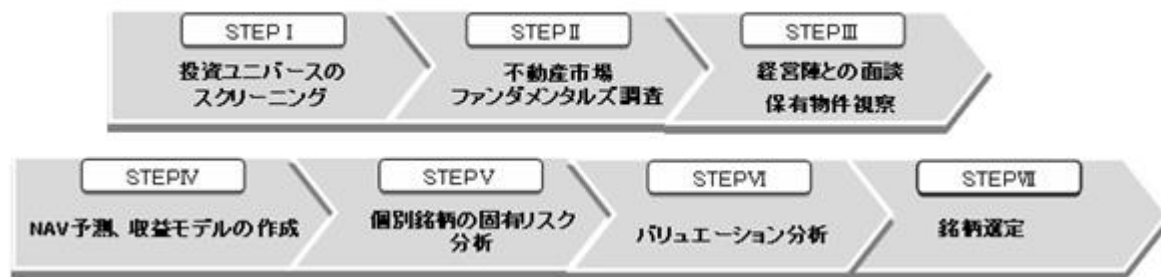 STEPⅠ
投資ユニバースの
スクリーニング
STEPⅡ
不動産市場
ファンダメンタルズ調査
STEPⅢ
経営陣との面談
保有物件視察
STEPⅣ
NAV予測、収益モデルの作成
STEPⅤ
個別銘柄の固有リスク
分析
STEPⅥ
バリュエーション分析
STEPⅦ
銘柄選定